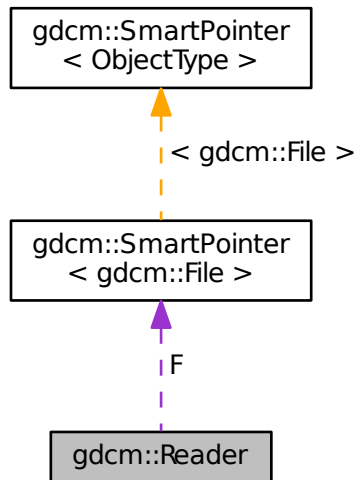 gdcm::SmartPointer
< ObjectType >
< gdcm::File >
gdcm::SmartPointer
< gdcm::File >
F
gdcm::Reader